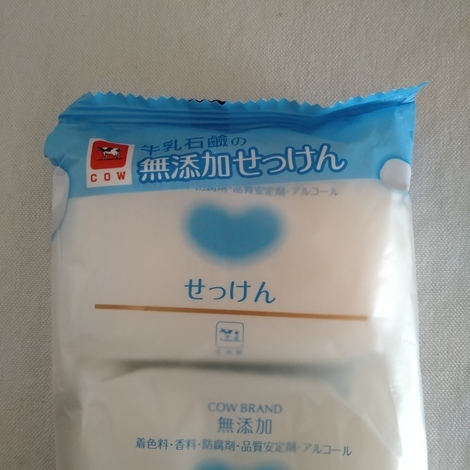 牛乳石鹸の
COW
無添加せっけん
防腐剤・品質安定剤・アルコール
せっけん
COW BRAND
無添加
着色料・香料・防腐剤・品質安定剤・アルコール